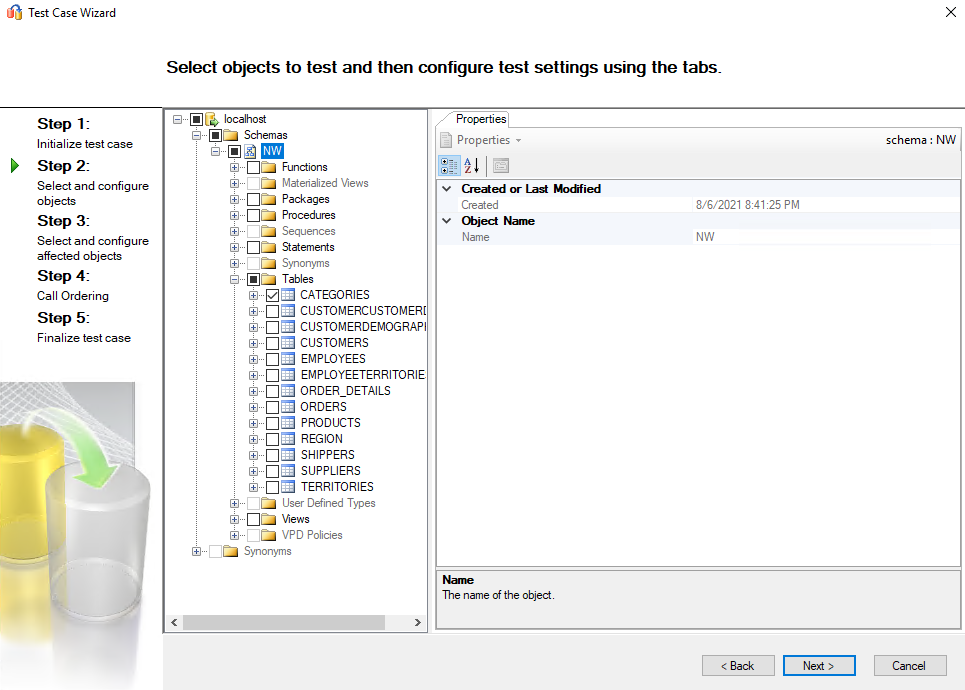 Test Case Wizard
Select objects to test and then configure test settings using the tabs.
Step 1:
Initialize test case
Step 2:
Select and configure
objects
Step 3:
Select and configure
affected objects
Step 4:
Call Ordering
Step 5:
Finalize test case
localhost
Schemas
NW
Functions
Materialized Views
Packages
Procedures
Sequences
Statements
Synonyms
Tables
CATEGORIES
CUSTOMERCUSTOMERD
CUSTOMERDEMOGRAPH
CUSTOMERS
EMPLOYEES
EMPLOYEETERRITORIE
ORDER_DETAILS
ORDERS
PRODUCTS
REGION
SHIPPERS
SUPPLIERS
TERRITORIES
User Defined Types
Views
VPD Policies
Synonyms
Properties
Properties schema : NW
Created or Last Modified
Created 8/6/2021 8:41:25 PM
Object Name
Name NW
Name
The name of the object.
< Back Next > Cancel